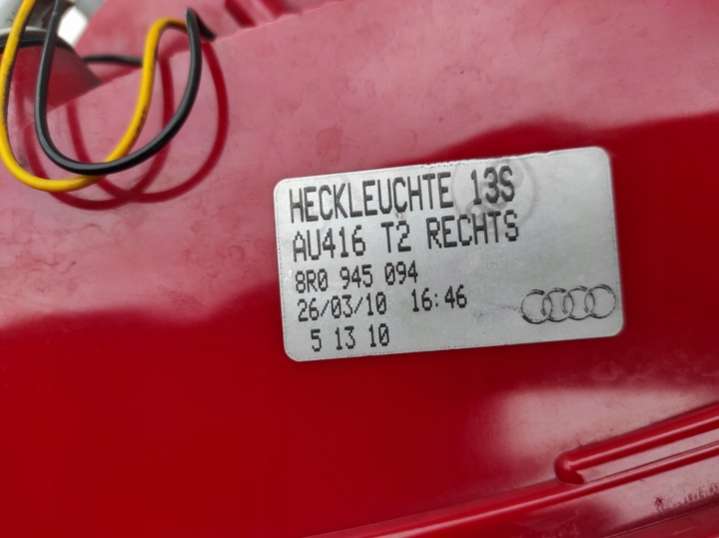 HECKLEUCHTE 13S
AU416 T2 RECHTS
8R0 945 094
26/03/10 16:46
5 13 10